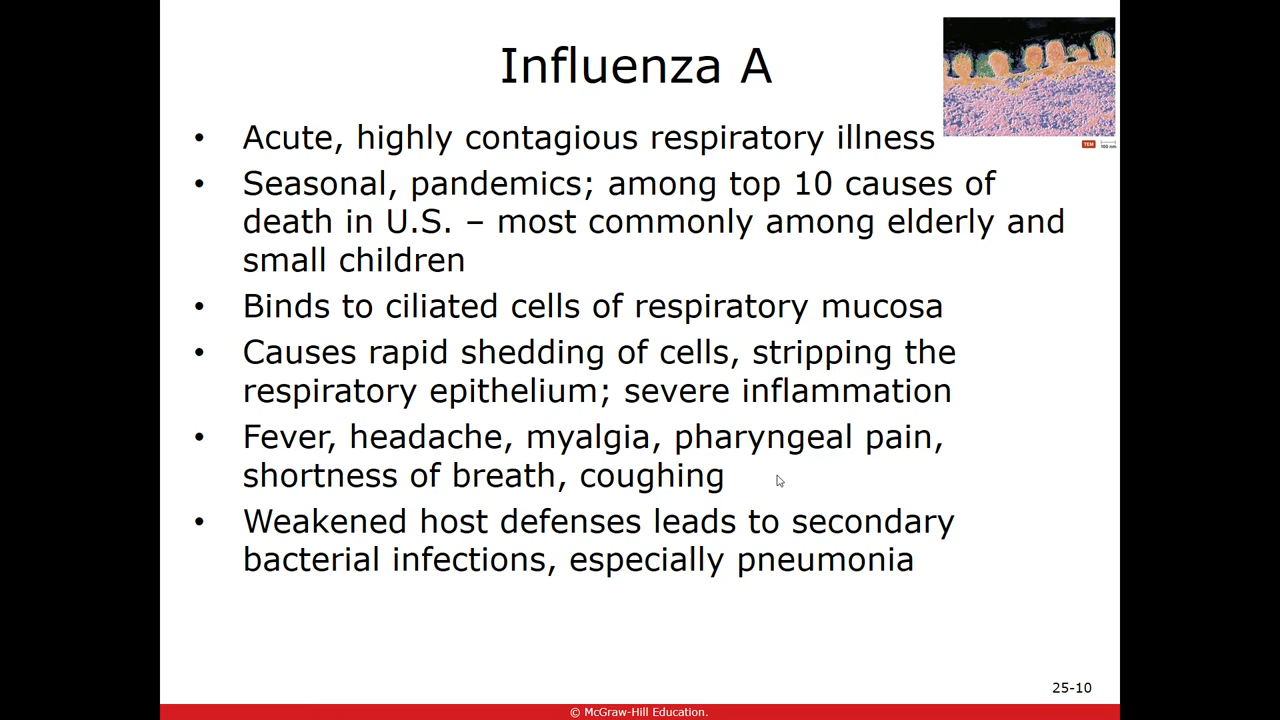 Influenza A
TEM
100 nm
• Acute, highly contagious respiratory illness
• Seasonal, pandemics; among top 10 causes of
death in U.S. – most commonly among elderly and
small children
• Binds to ciliated cells of respiratory mucosa
• Causes rapid shedding of cells, stripping the
respiratory epithelium; severe inflammation
• Fever, headache, myalgia, pharyngeal pain,
shortness of breath, coughing
• Weakened host defenses leads to secondary
bacterial infections, especially pneumonia
25-10
© McGraw-Hill Education.